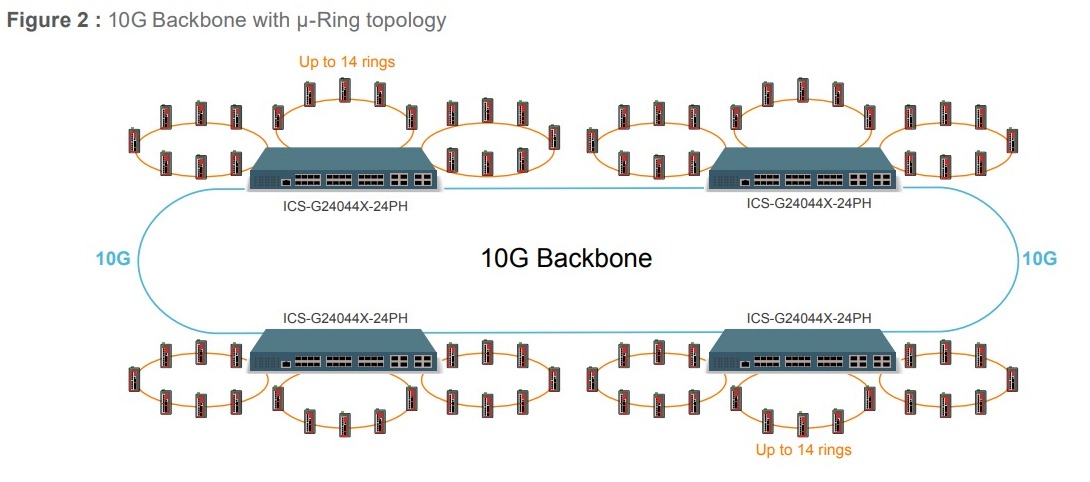 Figure 2 : 10G Backbone with µ-Ring topology
Up to 14 rings
ICS-G24044X-24PH
ICS-G24044X-24PH
10G
10G Backbone
10G
ICS-G24044X-24PH
ICS-G24044X-24PH
Up to 14 rings